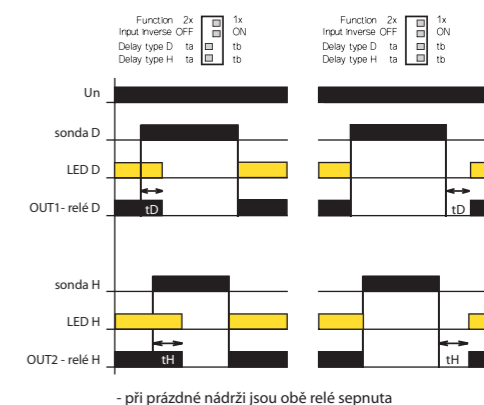 Function 2x 1x
Input Inverse OFF ON
Delay type D ta tb
Delay type H ta tb
Function 2x 1x
Input Inverse OFF ON
Delay type D ta tb
Delay type H ta tb
Un
sonda D
LED D
OUT1- relé D tD tD
sonda H
LED H
OUT2 - relé H tH tH
- při prázdné nádrži jsou obě relé sepnuta